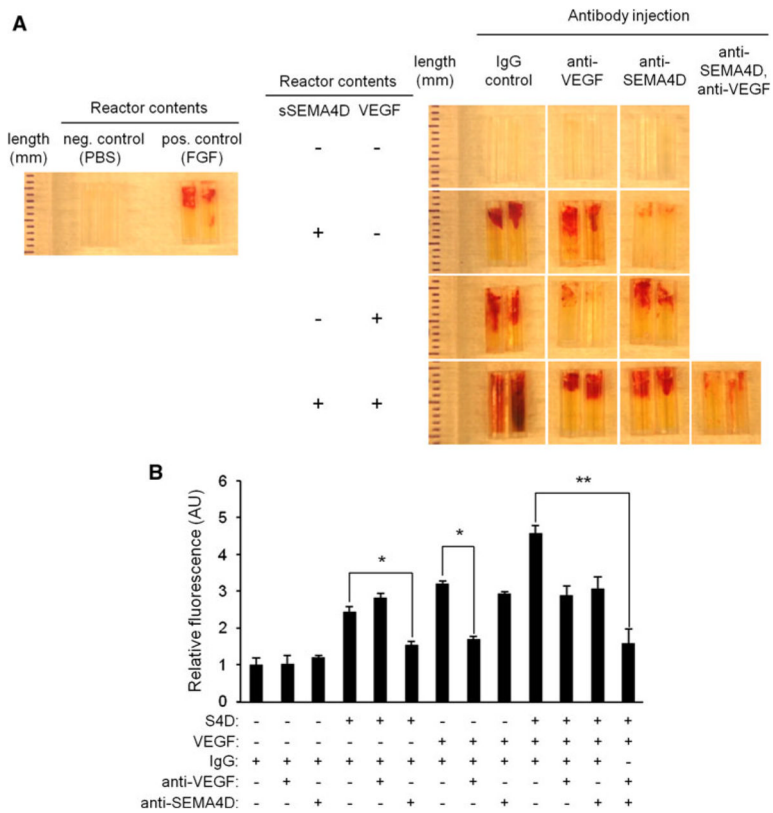 A
Antibody injection
length (mm)
IgG control
anti-VEGF
anti-SEMA4D
anti-SEMA4D, anti-VEGF
Reactor contents
sSEMA4D VEGF
- -
+ -
- +
+ +
Reactor contents
length (mm)
neg. control (PBS)
pos. control (FGF)
B
Relative fluorescence (AU)
6
5
4
3
2
1
0
*
*
**
S4D: - - - + + + - - - + + + +
VEGF: - - - - - - + + + + + + +
IgG: + + + + + + + + + + + + -
anti-VEGF: - + - - + - - + - - + - +
anti-SEMA4D: - - + - - + - - + - - + +